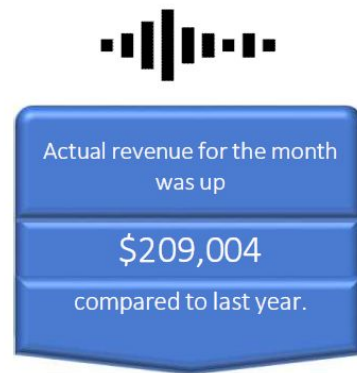 Actual revenue for the month
was up
$209,004
compared to last year.